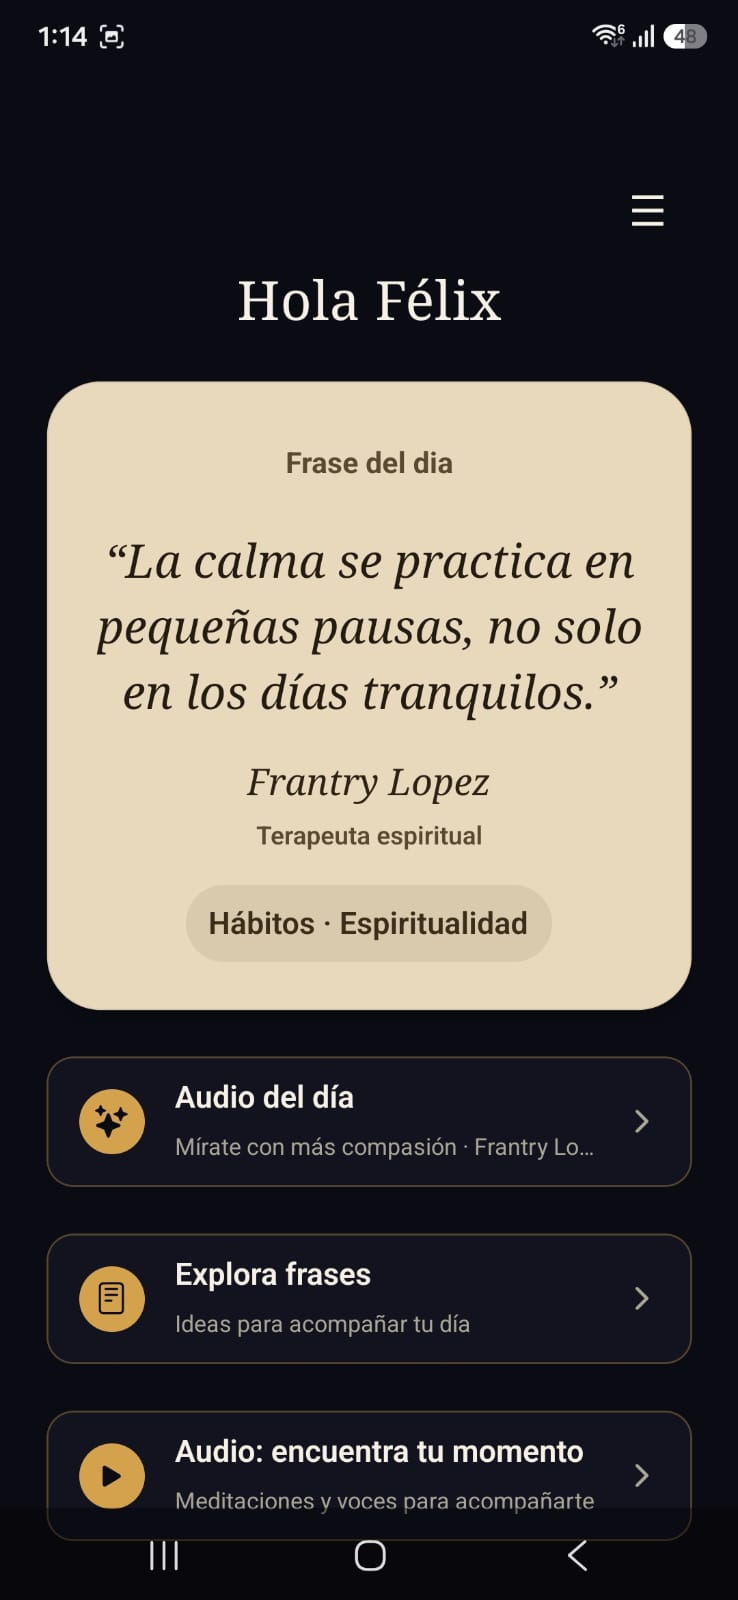 1:14
6
48
Hola Félix
Frase del dia
“La calma se practica en
pequeñas pausas, no solo
en los días tranquilos.”
Frantry Lopez
Terapeuta espiritual
Hábitos · Espiritualidad
Audio del día
Mírate con más compasión · Frantry Lo...
Explora frases
Ideas para acompañar tu día
Audio: encuentra tu momento
Meditaciones y voces para acompañarte